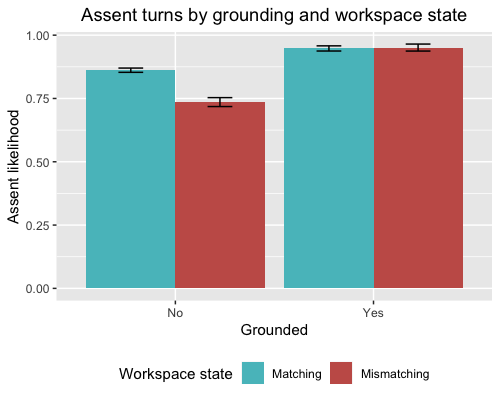 Assent turns by grounding and workspace state
Assent likelihood
1.00
0.75
0.50
0.25
0.00
No Yes
Grounded
Workspace state Matching Mismatching